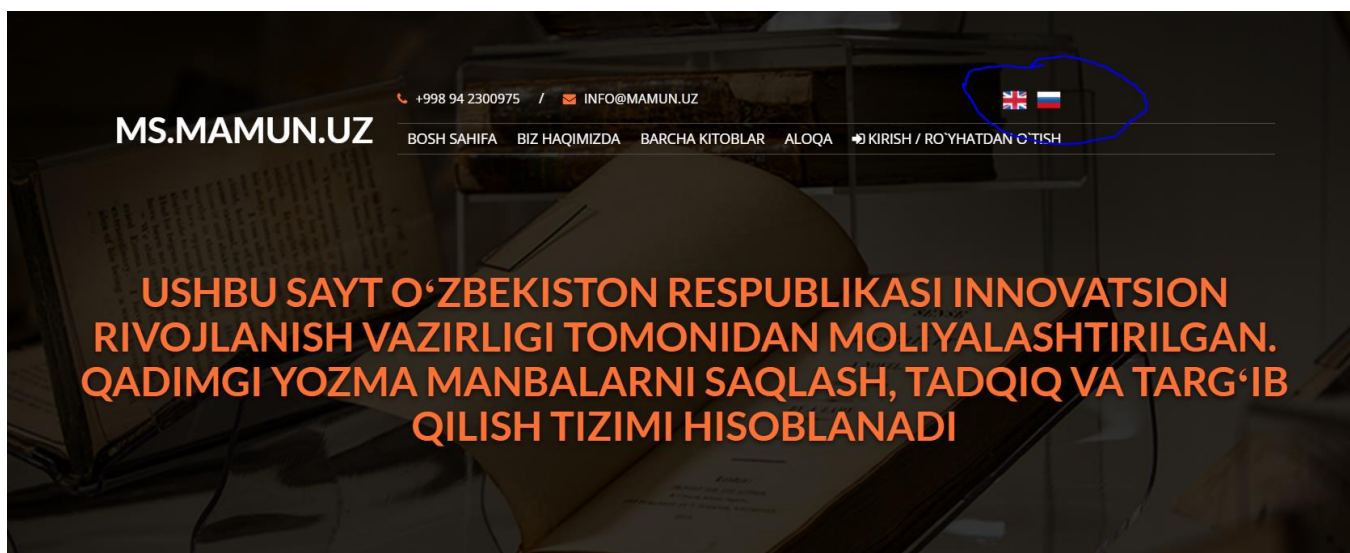 +998 94 2300975 / INFO@MAMUN.UZ
MS.MAMUN.UZ
BOSH SAHIFA BIZ HAQIMIZDA BARCHA KITOBLAR ALOQA KIRISH / RO`YHATDAN O`TISH
USHBU SAYT O‘ZBEKISTON RESPUBLIKASI INNOVATSION
RIVOJLANISH VAZIRLIGI TOMONIDAN MOLIYALASHTIRILGAN.
QADIMGI YOZMA MANBALARNI SAQLASH, TADQIQ VA TARG‘IB
QILISH TIZIMI HISOBLANADI